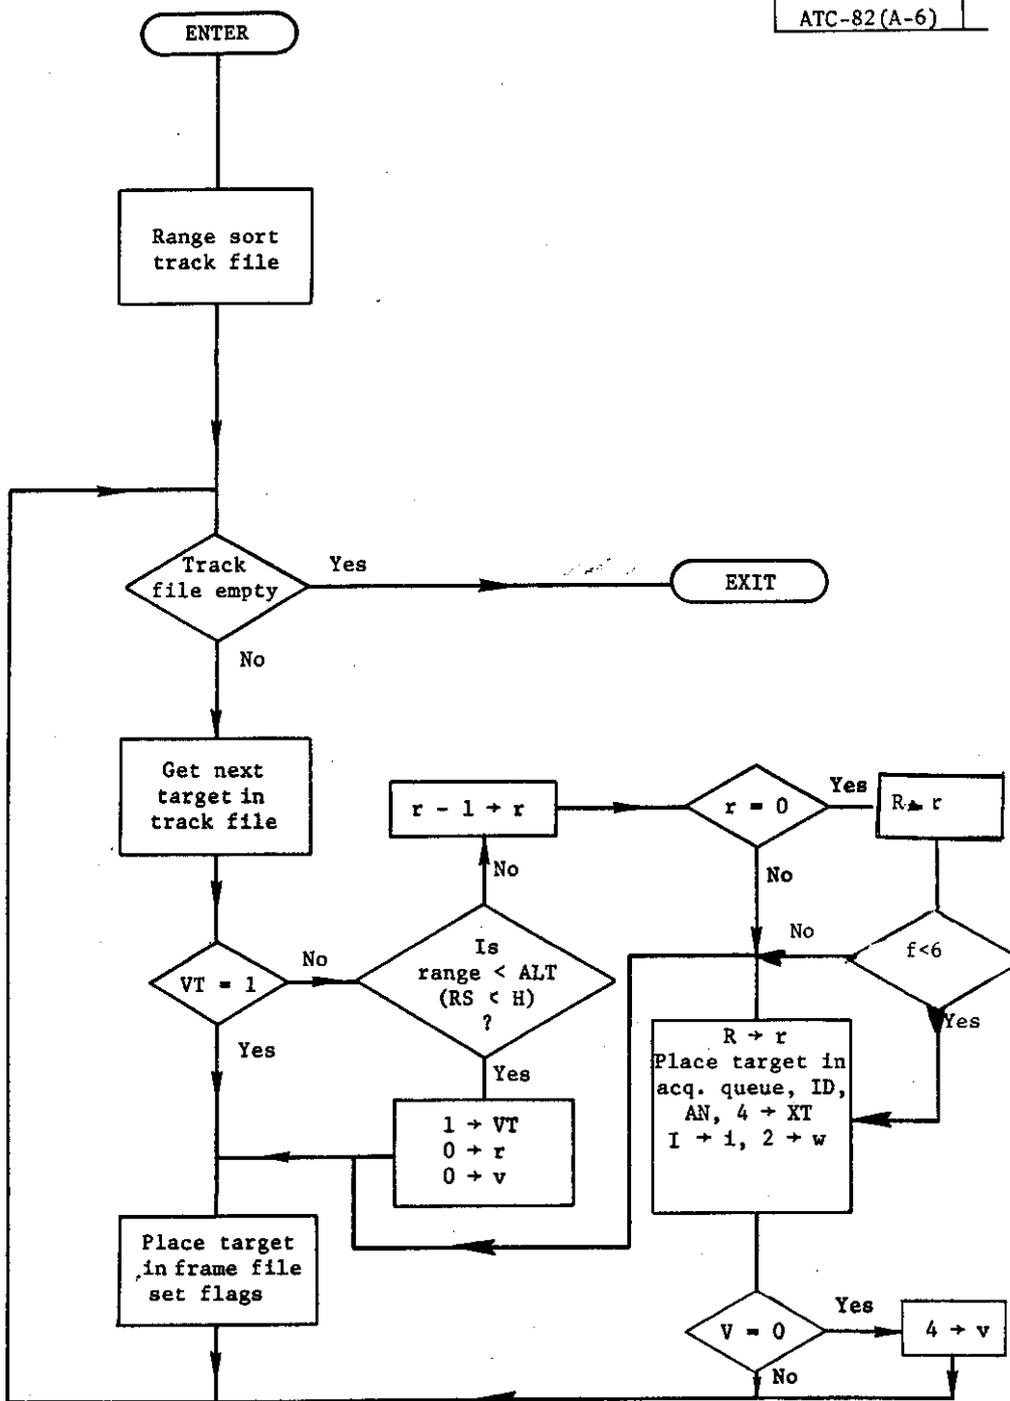 ATC-82(A-6)
ENTER
Range sort
track file
Track
file empty
Yes
EXIT
No
Get next
target in
track file
r - 1 → r
r = 0
Yes
R → r
No
No
f<6
Yes
No
VT = 1
No
Is
range < ALT
(RS < H)
?
Yes
Yes
1 → VT
0 → r
0 → v
R → r
Place target in
acq. queue, ID,
AN, 4 → XT
I → i, 2 → w
Place target
in frame file
set flags
V = 0
Yes
4 → v
No